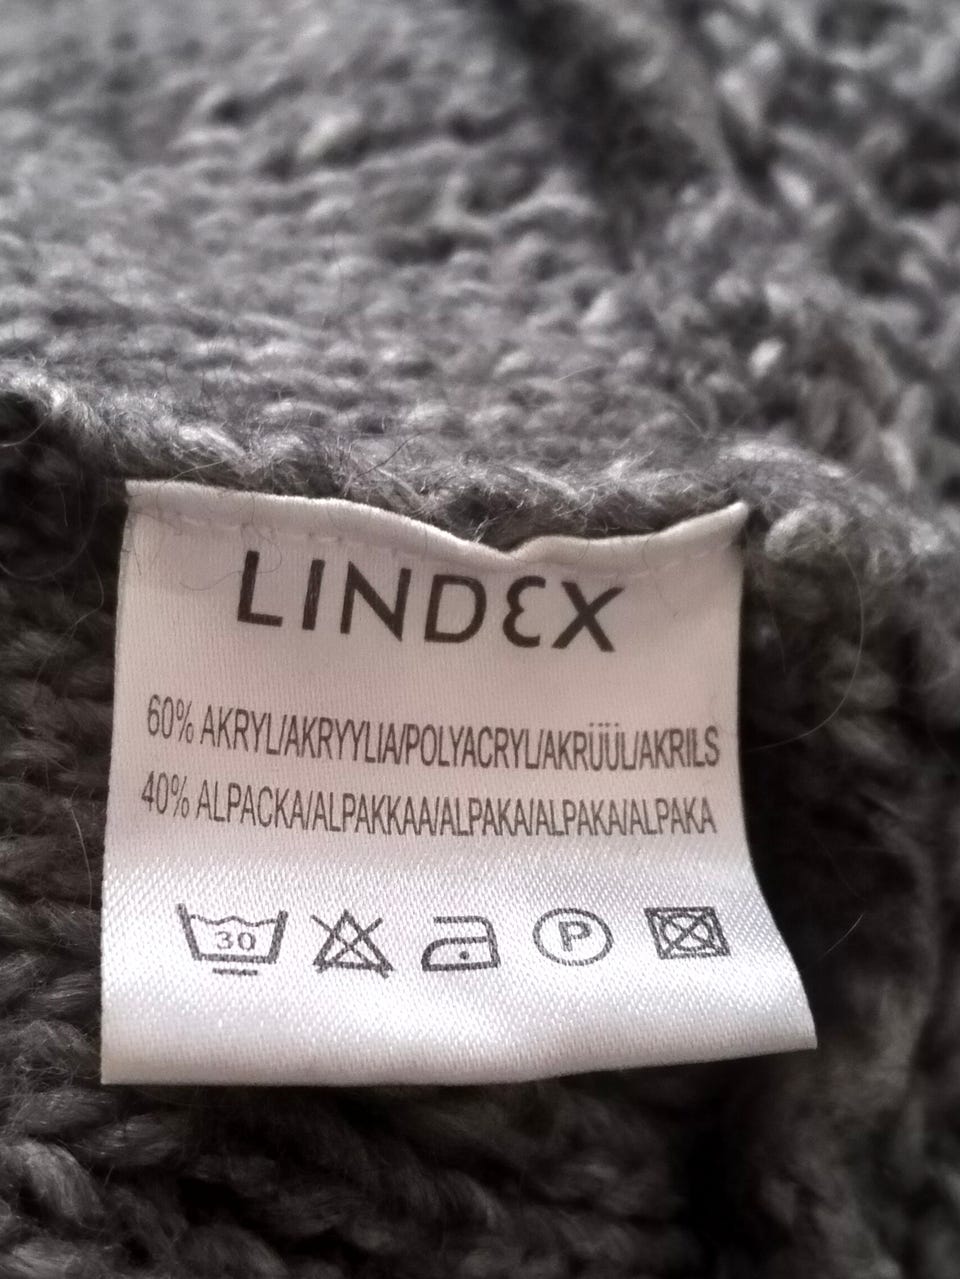 LINDEX
60% AKRYL/AKRYYLIA/POLYACRYL/AKRÜÜL/AKRILS
40% ALPACKA/ALPAKKAA/ALPAKA/ALPAKA/ALPAKA
30 P